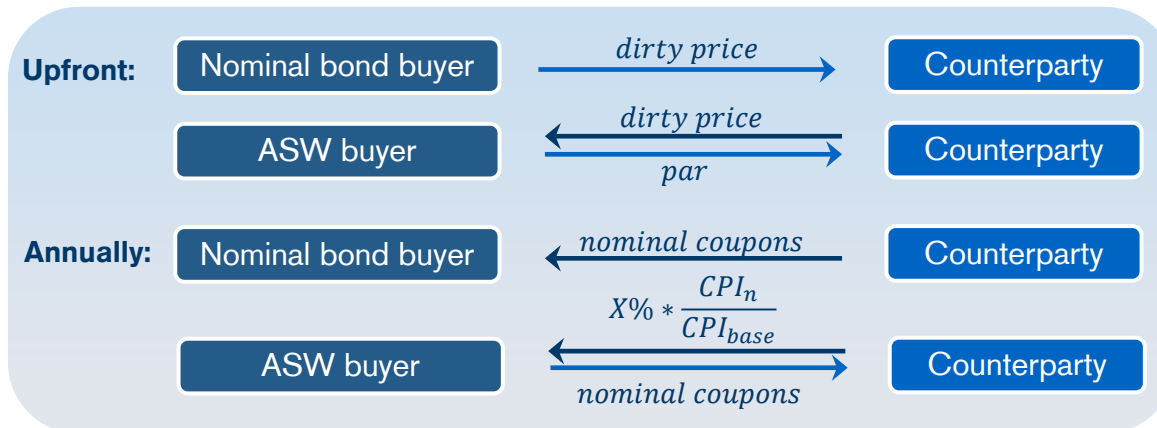 Upfront: Nominal bond buyer dirty price Counterparty
ASW buyer dirty price Counterparty
par
Annually: Nominal bond buyer nominal coupons Counterparty
X% * CPI_n / CPI_base
ASW buyer Counterparty
nominal coupons